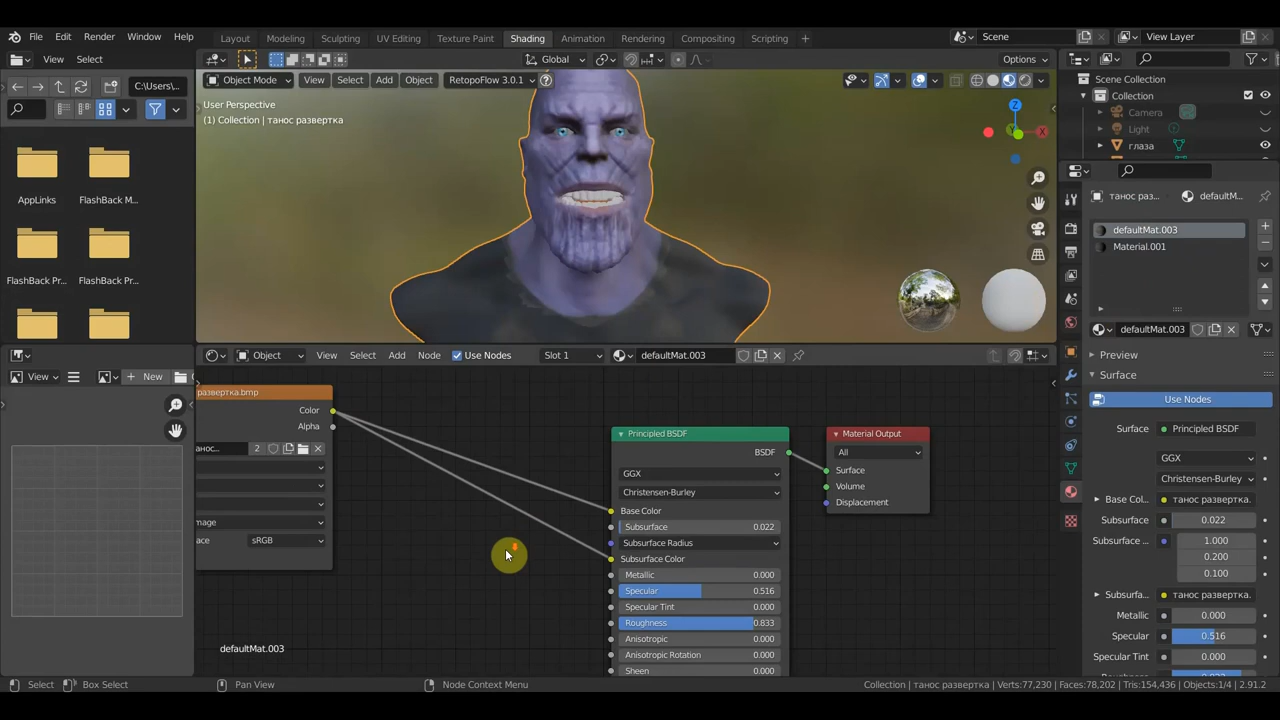 File Edit Render Window Help Layout Modeling Sculpting UV Editing Texture Paint Shading Animation Rendering Compositing Scripting + Scene View Layer
View Select Global Options
C:\Users\... Object Mode View Select Add Object RetopoFlow 3.0.1 Scene Collection
Collection
User Perspective
(1) Collection | танос развертка
Camera
Light
глаза
Z
X
Y
AppLinks FlashBack M...
FlashBack Pr... FlashBack Pr...
танос раз... defaultM...
defaultMat.003
Material.001
defaultMat.003
View New Object View Select Add Node Use Nodes Slot 1 defaultMat.003
Preview
Surface
Use Nodes
развертка.bmp
Color
Alpha
анос... 2
mage
ace sRGB
Principled BSDF
BSDF
GGX
Christensen-Burley
Base Color
Subsurface 0.022
Subsurface Radius
Subsurface Color
Metallic 0.000
Specular 0.516
Specular Tint 0.000
Roughness 0.833
Anisotropic 0.000
Anisotropic Rotation 0.000
Sheen 0.000
Material Output
All
Surface
Volume
Displacement
Surface Principled BSDF
GGX
Christensen-Burley
Base Col... танос развертка.
Subsurface 0.022
Subsurface ... 1.000
0.200
0.100
Subsurfa... танос развертка.
Metallic 0.000
Specular 0.516
Specular Tint 0.000
defaultMat.003
Select Box Select Pan View Node Context Menu Collection | танос развертка | Verts:77,230 | Faces:78,202 | Tris:154,436 | Objects:1/4 | 2.91.2